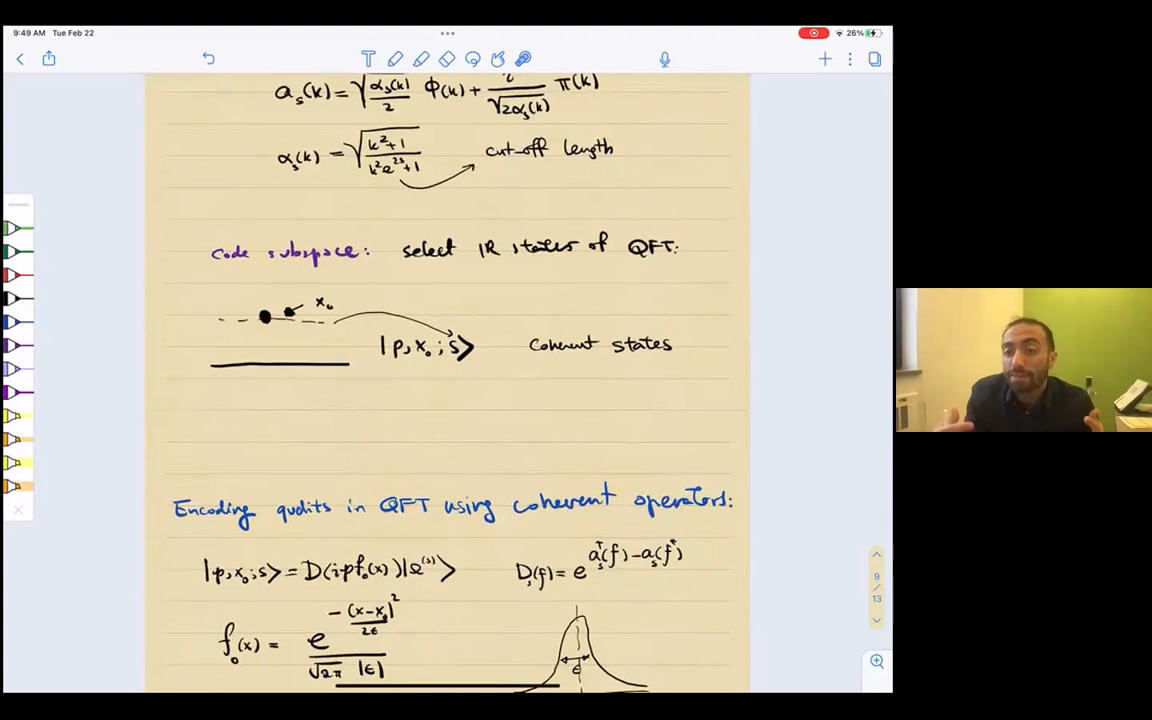 9:49 AM Tue Feb 22
26%
a_s(k) = √(α_s(k)/2) Φ(k) + i/√(2α_s(k)) π(k)
α_s(k) = √((k²+1)/(k²e^{2s}+1)) cut-off length
Code subspace: select IR states of QFT:
x₀
|p, x₀; s> coherent states
Encoding qudits in QFT using coherent operators:
|p, x₀; s> = D(ipf₀(x)) |Ω^{(s)}> D_s(f) = e^{a_s†(f) - a_s(f*)}
f₀(x) = e^{-(x-x₀)²/2ε} / √2π |ε|
ε
9
/
13